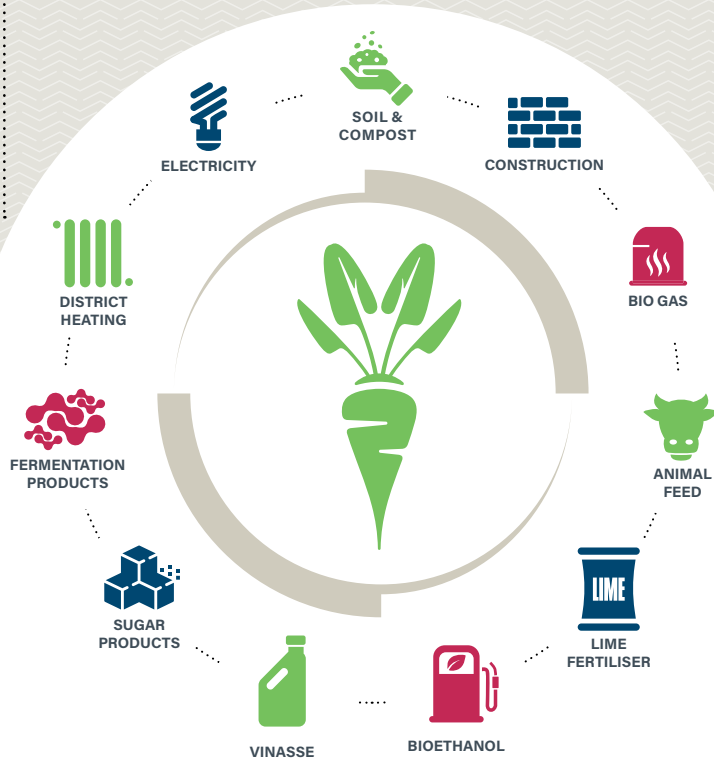 SOIL &
COMPOST
CONSTRUCTION
BIO GAS
ANIMAL
FEED
LIME
LIME
FERTILISER
BIOETHANOL
VINASSE
SUGAR
PRODUCTS
FERMENTATION
PRODUCTS
DISTRICT
HEATING
ELECTRICITY